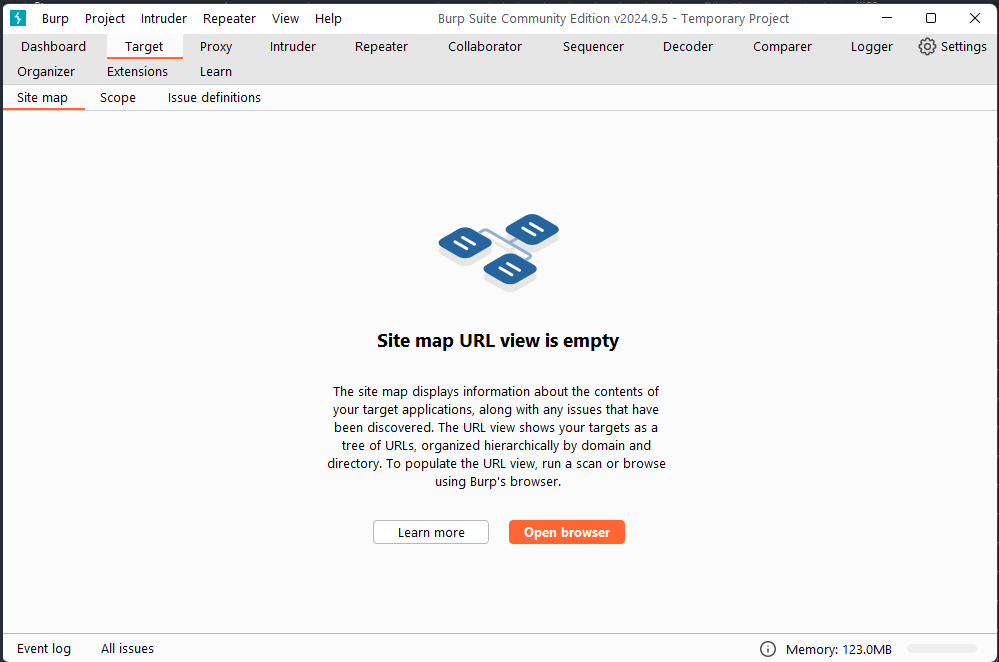 Burp Project Intruder Repeater View Help Burp Suite Community Edition v2024.9.5 - Temporary Project
Dashboard Target Proxy Intruder Repeater Collaborator Sequencer Decoder Comparer Logger Settings
Organizer Extensions Learn
Site map Scope Issue definitions
Site map URL view is empty
The site map displays information about the contents of
your target applications, along with any issues that have
been discovered. The URL view shows your targets as a
tree of URLs, organized hierarchically by domain and
directory. To populate the URL view, run a scan or browse
using Burp's browser.
Learn more Open browser
Event log All issues Memory: 123.0MB